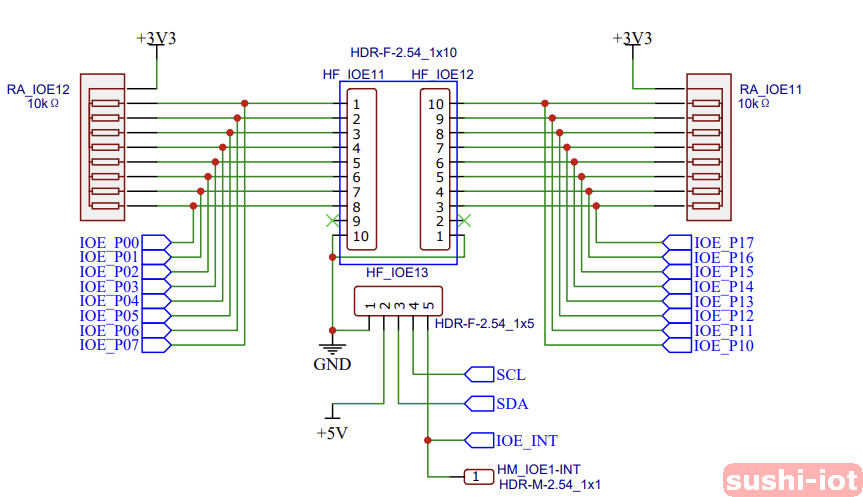 +3V3
+3V3
HDR-F-2.54_1x10
HF_IOE11 HF_IOE12
RA_IOE12
10kΩ
RA_IOE11
10kΩ
1 10
2 9
3 8
4 7
5 6
6 5
7 4
8 3
9 2
10 1
IOE_P00 IOE_P17
IOE_P01 IOE_P16
IOE_P02 IOE_P15
IOE_P03 IOE_P14
IOE_P04 IOE_P13
IOE_P05 IOE_P12
IOE_P06 IOE_P11
IOE_P07 IOE_P10
HF_IOE13
1 2 3 4 5
HDR-F-2.54_1x5
GND
SCL
SDA
+5V
IOE_INT
1
HM_IOE1-INT
HDR-M-2.54_1x1
sushi-iot